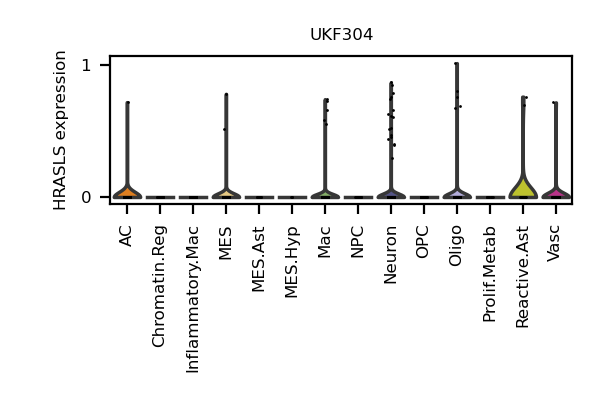 UKF304
HRASLS expression
1
0
AC
Chromatin.Reg
Inflammatory.Mac
MES
MES.Ast
MES.Hyp
Mac
NPC
Neuron
OPC
Oligo
Prolif.Metab
Reactive.Ast
Vasc